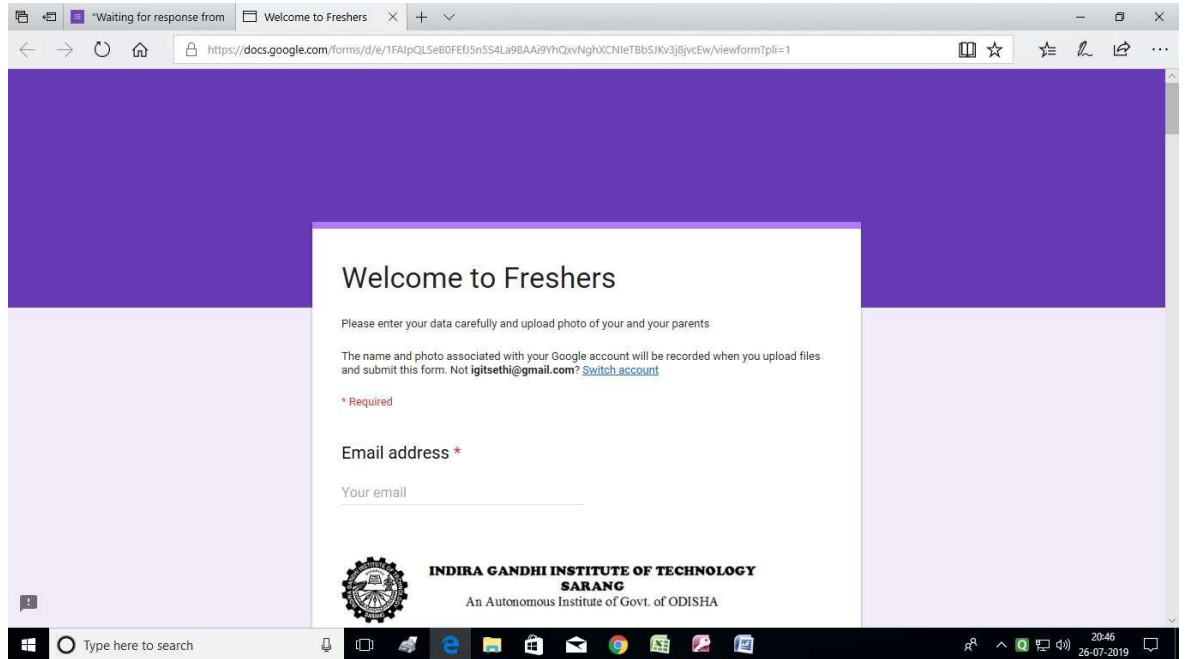 "Waiting for response from
Welcome to Freshers
https://docs.google.com/forms/d/e/1FAIpQLSeB0FEfJ5n5S4La98AAi9YhQxvNghXCNIeTBbSJKv3j8jvcEw/viewform?pli=1
Welcome to Freshers
Please enter your data carefully and upload photo of your and your parents
The name and photo associated with your Google account will be recorded when you upload files
and submit this form. Not igitsethi@gmail.com? Switch account
* Required
Email address *
Your email
INDIRA GANDHI INSTITUTE OF TECHNOLOGY
SARANG
An Autonomous Institute of Govt. of ODISHA
Type here to search
20:46
26-07-2019